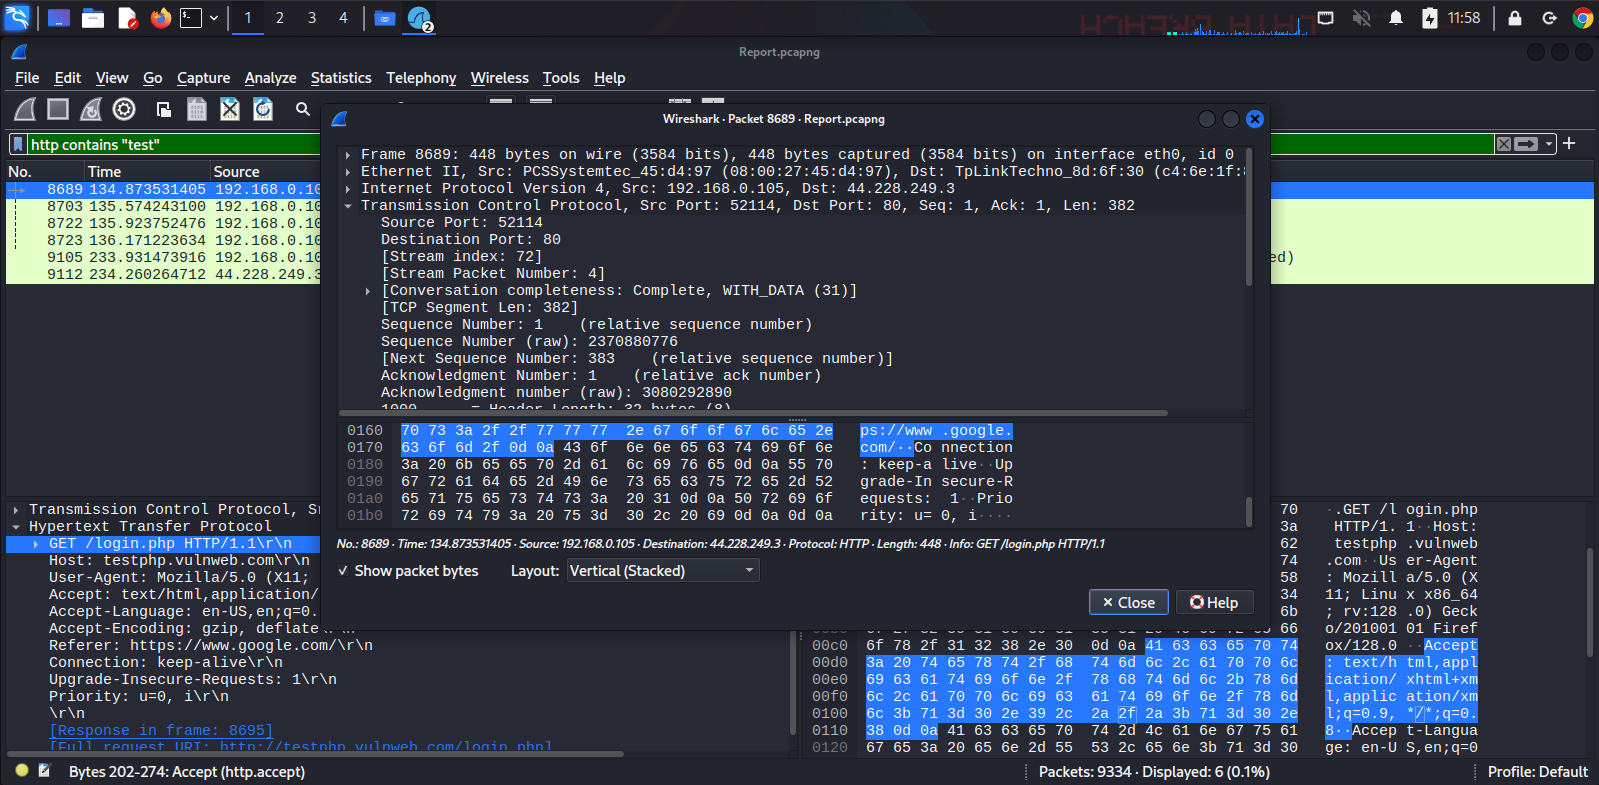 1 2 3 4 2 11:58
Report.pcapng
File Edit View Go Capture Analyze Statistics Telephony Wireless Tools Help
http contains "test"
No. Time Source
8689 134.873531405 192.168.0.10
8703 135.574243100 192.168.0.10
8722 135.923752476 192.168.0.10
8723 136.171223634 192.168.0.10
9105 233.931473916 192.168.0.10
9112 234.260264712 44.228.249.3
ed)
Wireshark · Packet 8689 · Report.pcapng
Frame 8689: 448 bytes on wire (3584 bits), 448 bytes captured (3584 bits) on interface eth0, id 0
Ethernet II, Src: PCSSystemtec_45:d4:97 (08:00:27:45:d4:97), Dst: TpLinkTechno_8d:6f:30 (c4:6e:1f:8
Internet Protocol Version 4, Src: 192.168.0.105, Dst: 44.228.249.3
Transmission Control Protocol, Src Port: 52114, Dst Port: 80, Seq: 1, Ack: 1, Len: 382
Source Port: 52114
Destination Port: 80
[Stream index: 72]
[Stream Packet Number: 4]
[Conversation completeness: Complete, WITH_DATA (31)]
[TCP Segment Len: 382]
Sequence Number: 1    (relative sequence number)
Sequence Number (raw): 2370880776
[Next Sequence Number: 383    (relative sequence number)]
Acknowledgment Number: 1    (relative ack number)
Acknowledgment number (raw): 3080292890
1000 .... = Header Length: 32 bytes (8)
0160 70 73 3a 2f 2f 77 77 77 2e 67 6f 6f 67 6c 65 2e ps://www .google.
0170 63 6f 6d 2f 0d 0a 43 6f 6e 6e 65 63 74 69 6f 6e com/··Co nnection
0180 3a 20 6b 65 65 70 2d 61 6c 69 76 65 0d 0a 55 70 : keep-a live··Up
0190 67 72 61 64 65 2d 49 6e 73 65 63 75 72 65 2d 52 grade-In secure-R
01a0 65 71 75 65 73 74 73 3a 20 31 0d 0a 50 72 69 6f equests:  1··Prio
01b0 72 69 74 79 3a 20 75 3d 30 2c 20 69 0d 0a 0d 0a rity: u= 0, i····
No.: 8689 · Time: 134.873531405 · Source: 192.168.0.105 · Destination: 44.228.249.3 · Protocol: HTTP · Length: 448 · Info: GET /login.php HTTP/1.1
Show packet bytes Layout: Vertical (Stacked)
Close Help
Transmission Control Protocol, Sr
Hypertext Transfer Protocol
GET /login.php HTTP/1.1\r\n
Host: testphp.vulnweb.com\r\n
User-Agent: Mozilla/5.0 (X11;
Accept: text/html,application/
Accept-Language: en-US,en;q=0.
Accept-Encoding: gzip, deflate\r\n
Referer: https://www.google.com/\r\n
Connection: keep-alive\r\n
Upgrade-Insecure-Requests: 1\r\n
Priority: u=0, i\r\n
\r\n
[Response in frame: 8695]
[Full request URI: http://testphp.vulnweb.com/login.php]
70 ·.GET /l ogin.php
3a HTTP/1. 1··Host:
62 testphp .vulnweb
74 .com··Us er-Agent
58 : Mozill a/5.0 (X
34 11; Linu x x86_64
6b ; rv:128 .0) Geck
66 o/201001 01 Firef
00c0 6f 78 2f 31 32 38 2e 30 0d 0a 41 63 63 65 70 74 ox/128.0 ··Accept
00d0 3a 20 74 65 78 74 2f 68 74 6d 6c 2c 61 70 70 6c : text/h tml,appl
00e0 69 63 61 74 69 6f 6e 2f 78 68 74 6d 6c 2b 78 6d ication/ xhtml+xm
00f0 6c 2c 61 70 70 6c 69 63 61 74 69 6f 6e 2f 78 6d l,applic ation/xm
0100 6c 3b 71 3d 30 2e 39 2c 2a 2f 2a 3b 71 3d 30 2e l;q=0.9, */*;q=0.
0110 38 0d 0a 41 63 63 65 70 74 2d 4c 61 6e 67 75 61 8··Accep t-Langua
0120 67 65 3a 20 65 6e 2d 55 53 2c 65 6e 3b 71 3d 30 ge: en-U S,en;q=0
Bytes 202-274: Accept (http.accept) Packets: 9334 · Displayed: 6 (0.1%) Profile: Default